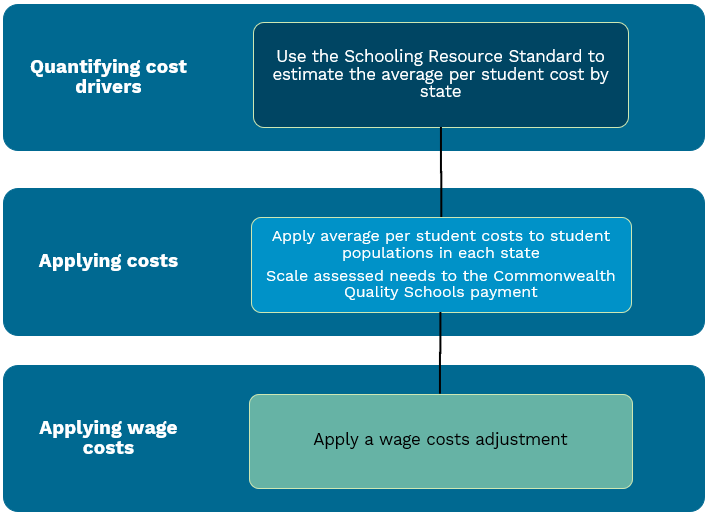 Quantifying cost
drivers
Use the Schooling Resource Standard to
estimate the average per student cost by
state
Applying costs
Apply average per student costs to student
populations in each state
Scale assessed needs to the Commonwealth
Quality Schools payment
Applying wage
costs
Apply a wage costs adjustment